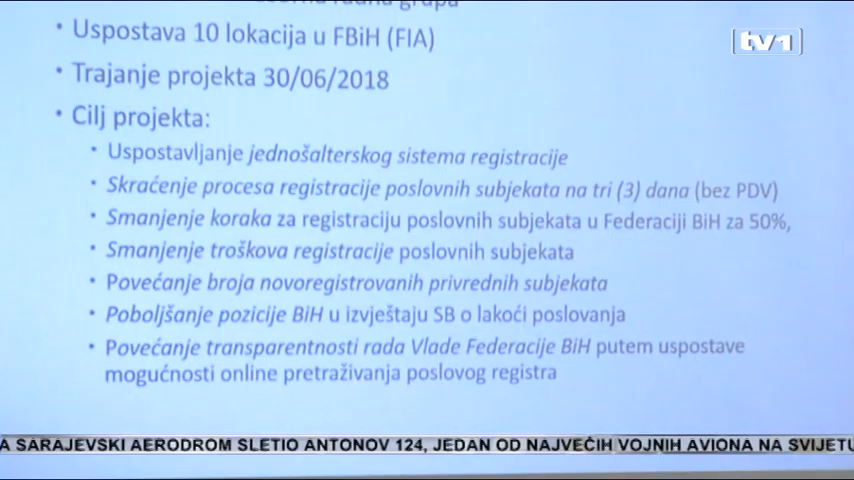 grupa
• Uspostava 10 lokacija u FBiH (FIA)
tv1
• Trajanje projekta 30/06/2018
• Cilj projekta:
• Uspostavljanje jednošalterskog sistema registracije
• Skraćenje procesa registracije poslovnih subjekata na tri (3) dana (bez PDV)
• Smanjenje koraka za registraciju poslovnih subjekata u Federaciji BiH za 50%,
• Smanjenje troškova registracije poslovnih subjekata
• Povećanje broja novoregistrovanih privrednih subjekata
• Poboljšanje pozicije BiH u izvještaju SB o lakoći poslovanja
• Povećanje transparentnosti rada Vlade Federacije BiH putem uspostave
mogućnosti online pretraživanja poslovog registra
A SARAJEVSKI AERODROM SLETIO ANTONOV 124, JEDAN OD NAJVEĆIH VOJNIH AVIONA NA SVIJETU